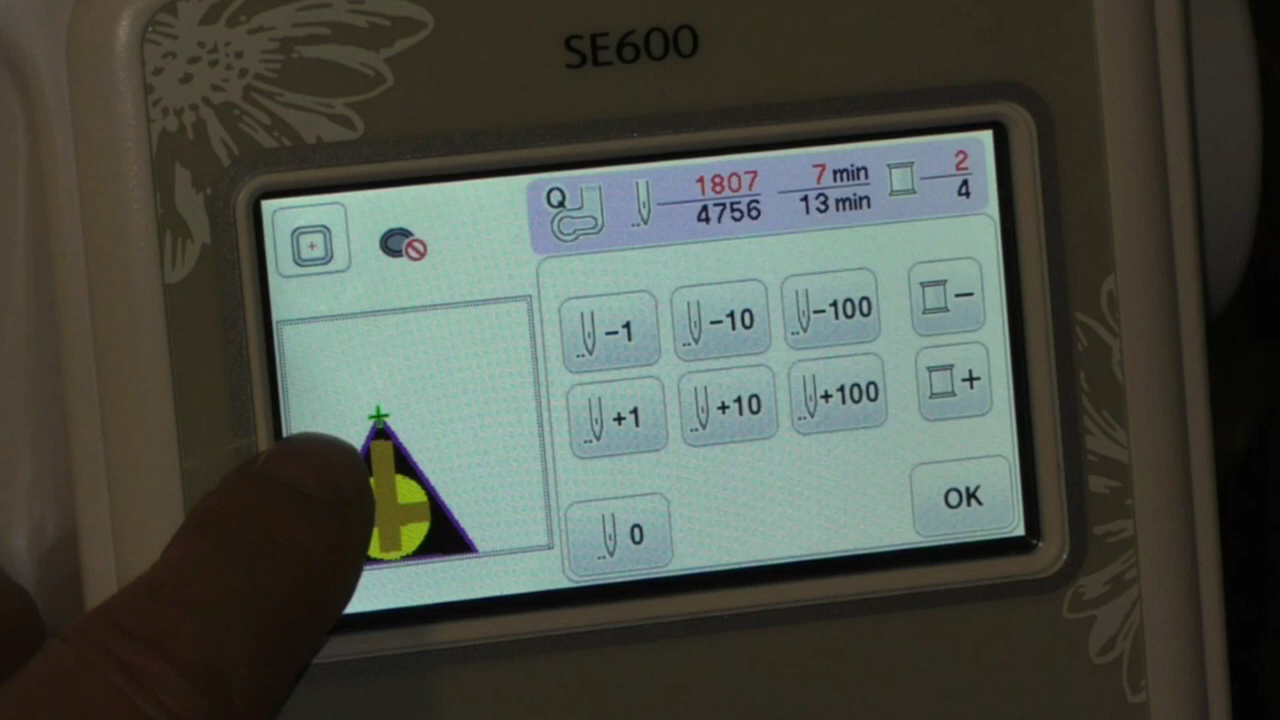 SE600
Q 1807 7 min 2
4756 13 min 4
-1 -10 -100 -
+1 +10 +100 +
0 OK